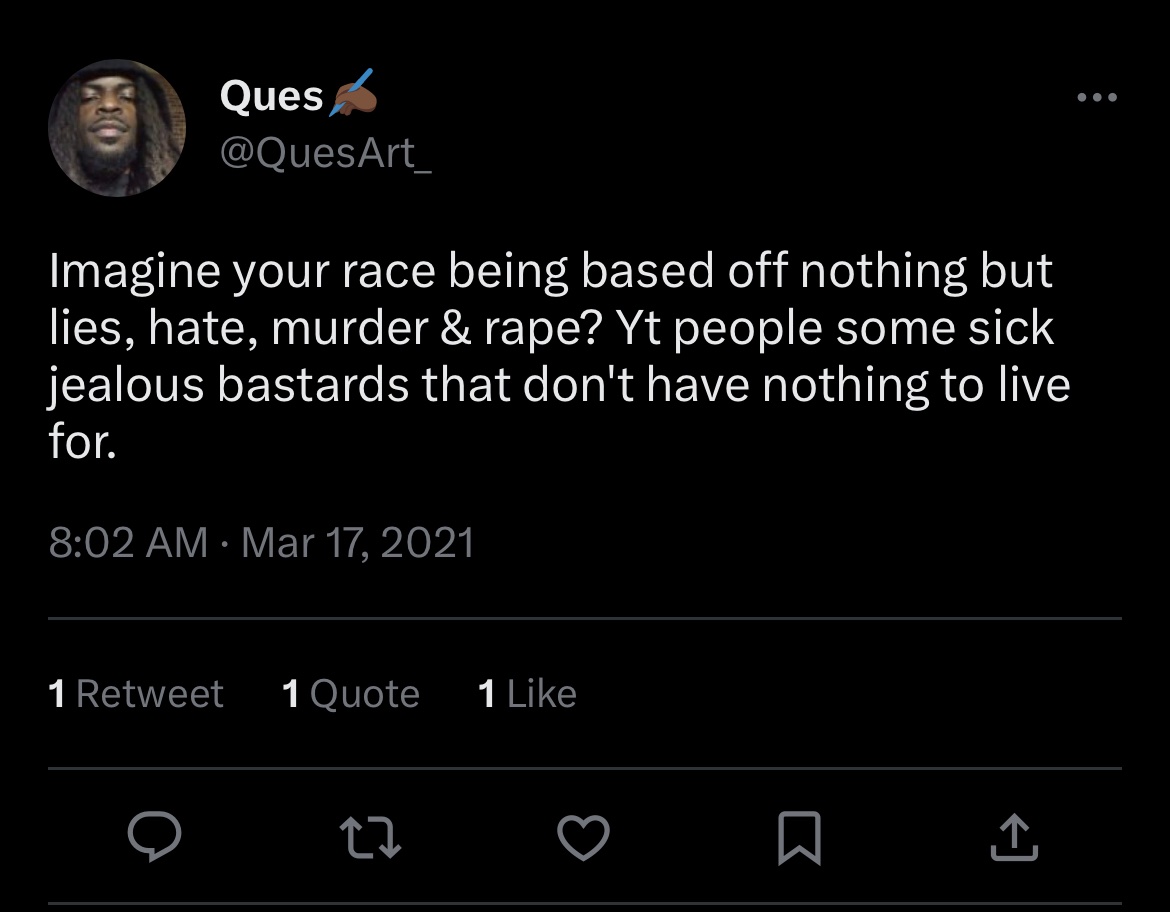 Ques✍🏾
@QuesArt_
Imagine your race being based off nothing but
lies, hate, murder & rape? Yt people some sick
jealous bastards that don't have nothing to live
for.
8:02 AM · Mar 17, 2021
1 Retweet 1 Quote 1 Like